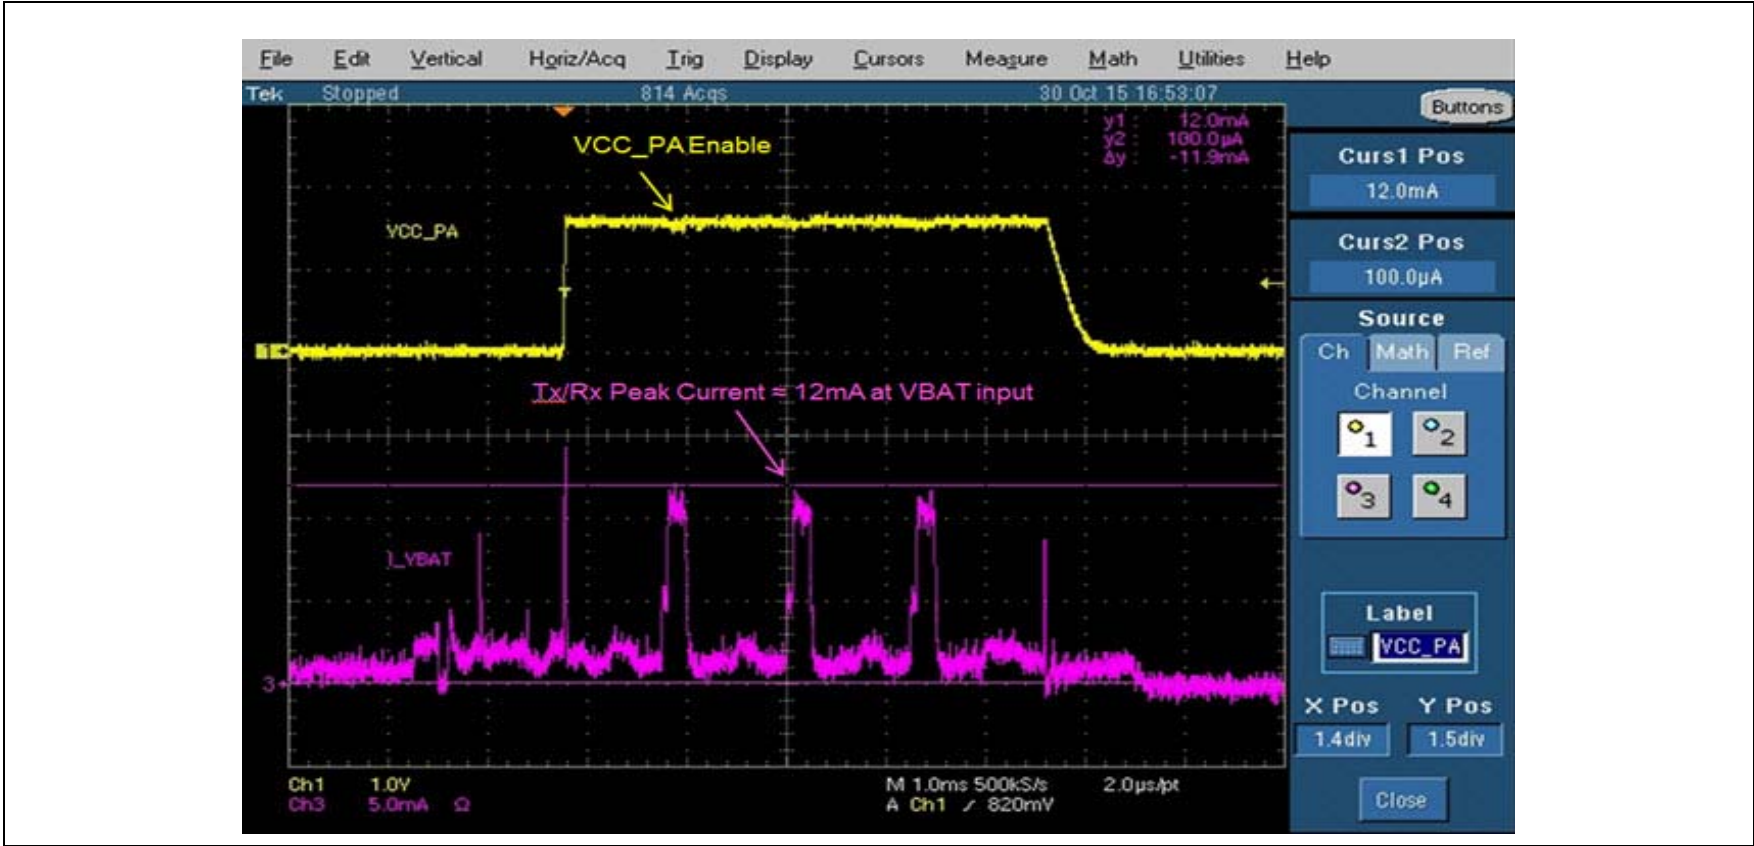 File Edit Vertical Horiz/Acq Trig Display Cursors Measure Math Utilities Help
Tek Stopped 814 Acqs 30 Oct 15 16:53:07
Buttons
y1 : 12.0mA
y2 : 100.0µA
Δy : -11.9mA
VCC_PA Enable
VCC_PA
Tx/Rx Peak Current ≈ 12mA at VBAT input
I_VBAT
1
3
T
Curs1 Pos
12.0mA
Curs2 Pos
100.0µA
Source
Ch Math Ref
Channel
1 2
3 4
Label
VCC_PA
X Pos Y Pos
1.4div 1.5div
Close
Ch1 1.0V M 1.0ms 500kS/s 2.0µs/pt
Ch3 5.0mA Ω A Ch1 / 820mV